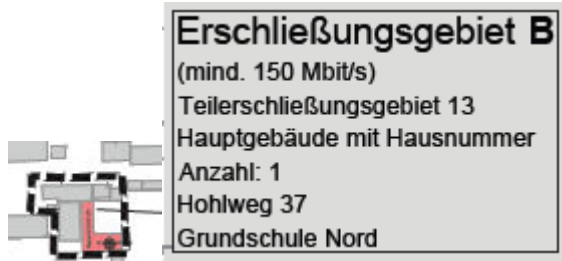 Erschließungsgebiet B
(mind. 150 Mbit/s)
Teilerschließungsgebiet 13
Hauptgebäude mit Hausnummer
Anzahl: 1
Hohlweg 37
Grundschule Nord